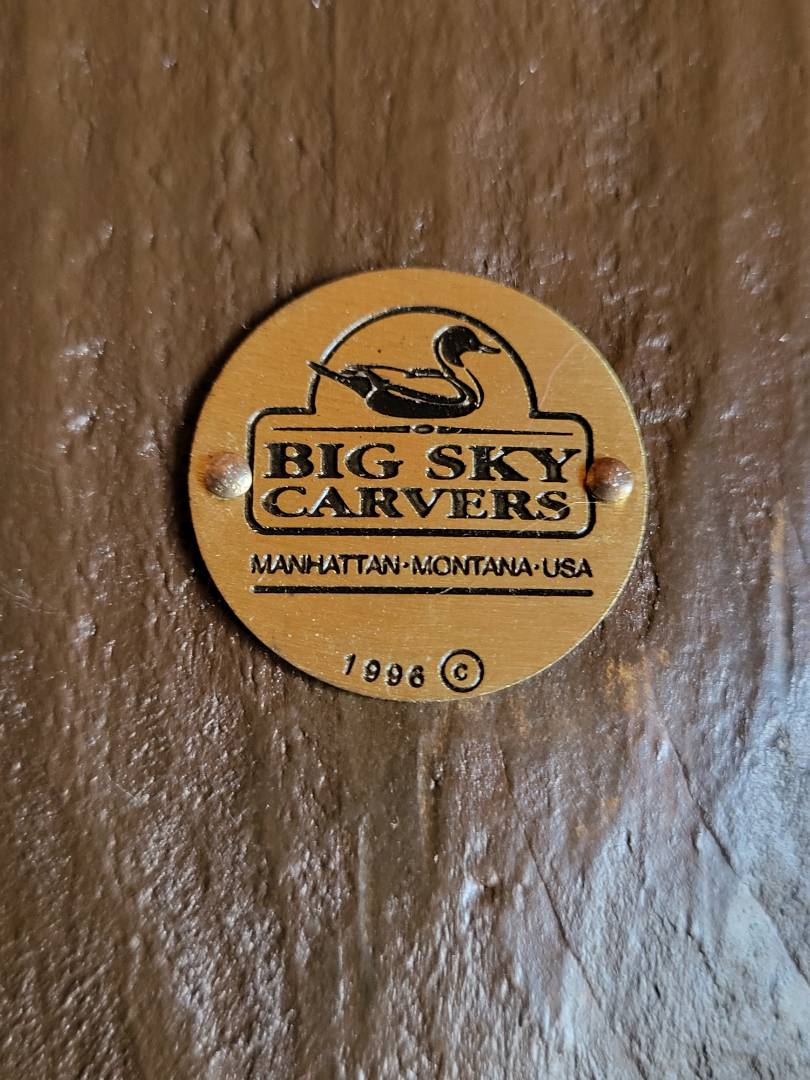 BIG SKY
CARVERS
MANHATTAN·MONTANA·USA
1996 ©